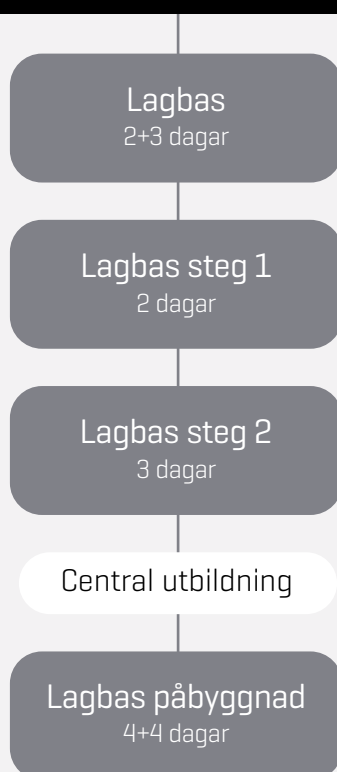 Lagbas
2+3 dagar
Lagbas steg 1
2 dagar
Lagbas steg 2
3 dagar
Central utbildning
Lagbas påbyggnad
4+4 dagar